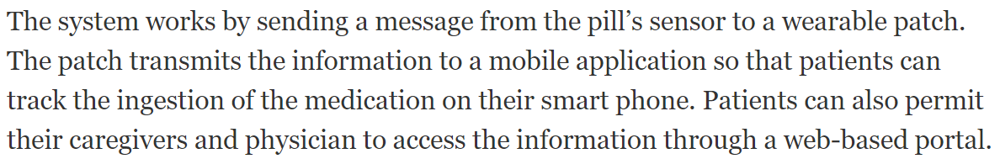 The system works by sending a message from the pill’s sensor to a wearable patch.
The patch transmits the information to a mobile application so that patients can
track the ingestion of the medication on their smart phone. Patients can also permit
their caregivers and physician to access the information through a web-based portal.